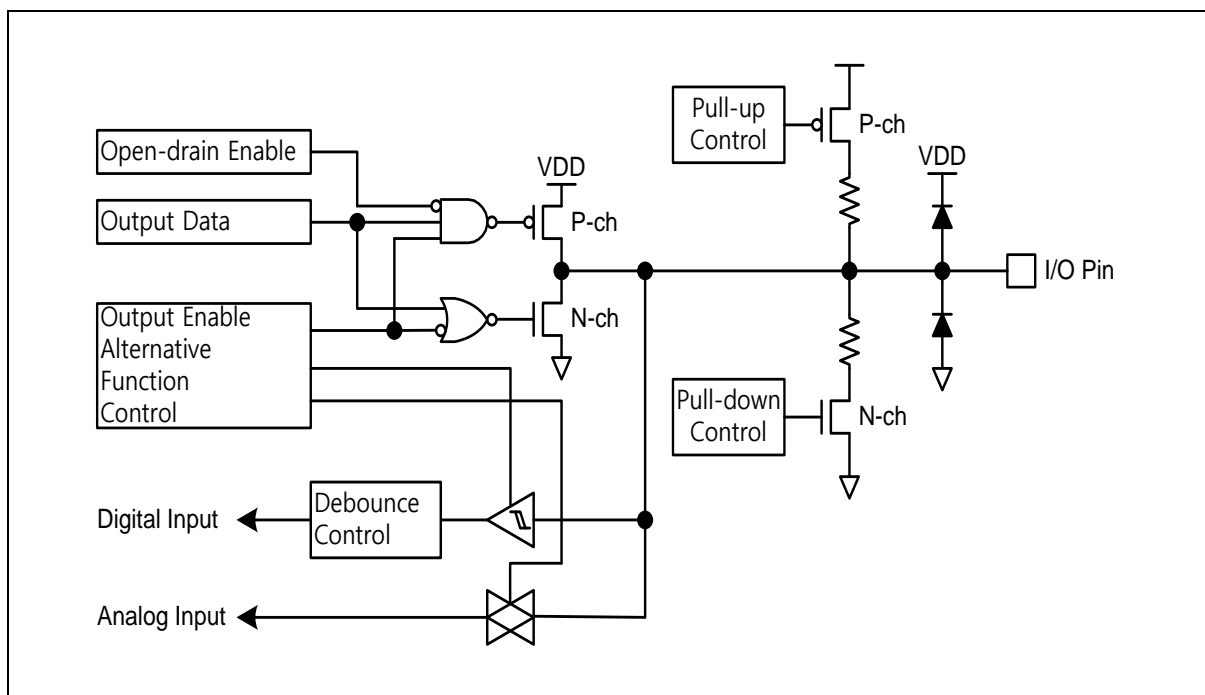 Pull-up
Control
P-ch
VDD
Open-drain Enable
VDD
Output Data
P-ch
I/O Pin
Output Enable
Alternative
Function
Control
N-ch
Pull-down
Control
N-ch
Digital Input
Debounce
Control
Analog Input